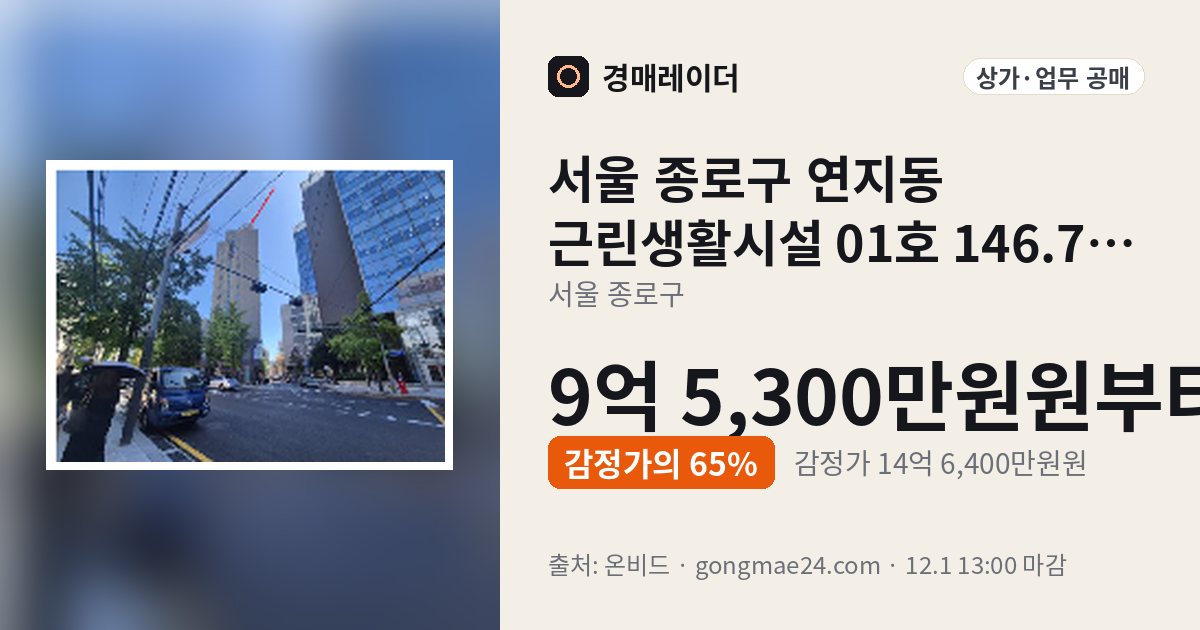 경매레이더
상가·업무 공매
서울 종로구 연지동
근린생활시설 01호 146.7…
서울 종로구
9억 5,300만원원부터
감정가의 65%
감정가 14억 6,400만원원
출처: 온비드 · gongmae24.com · 12.1 13:00 마감